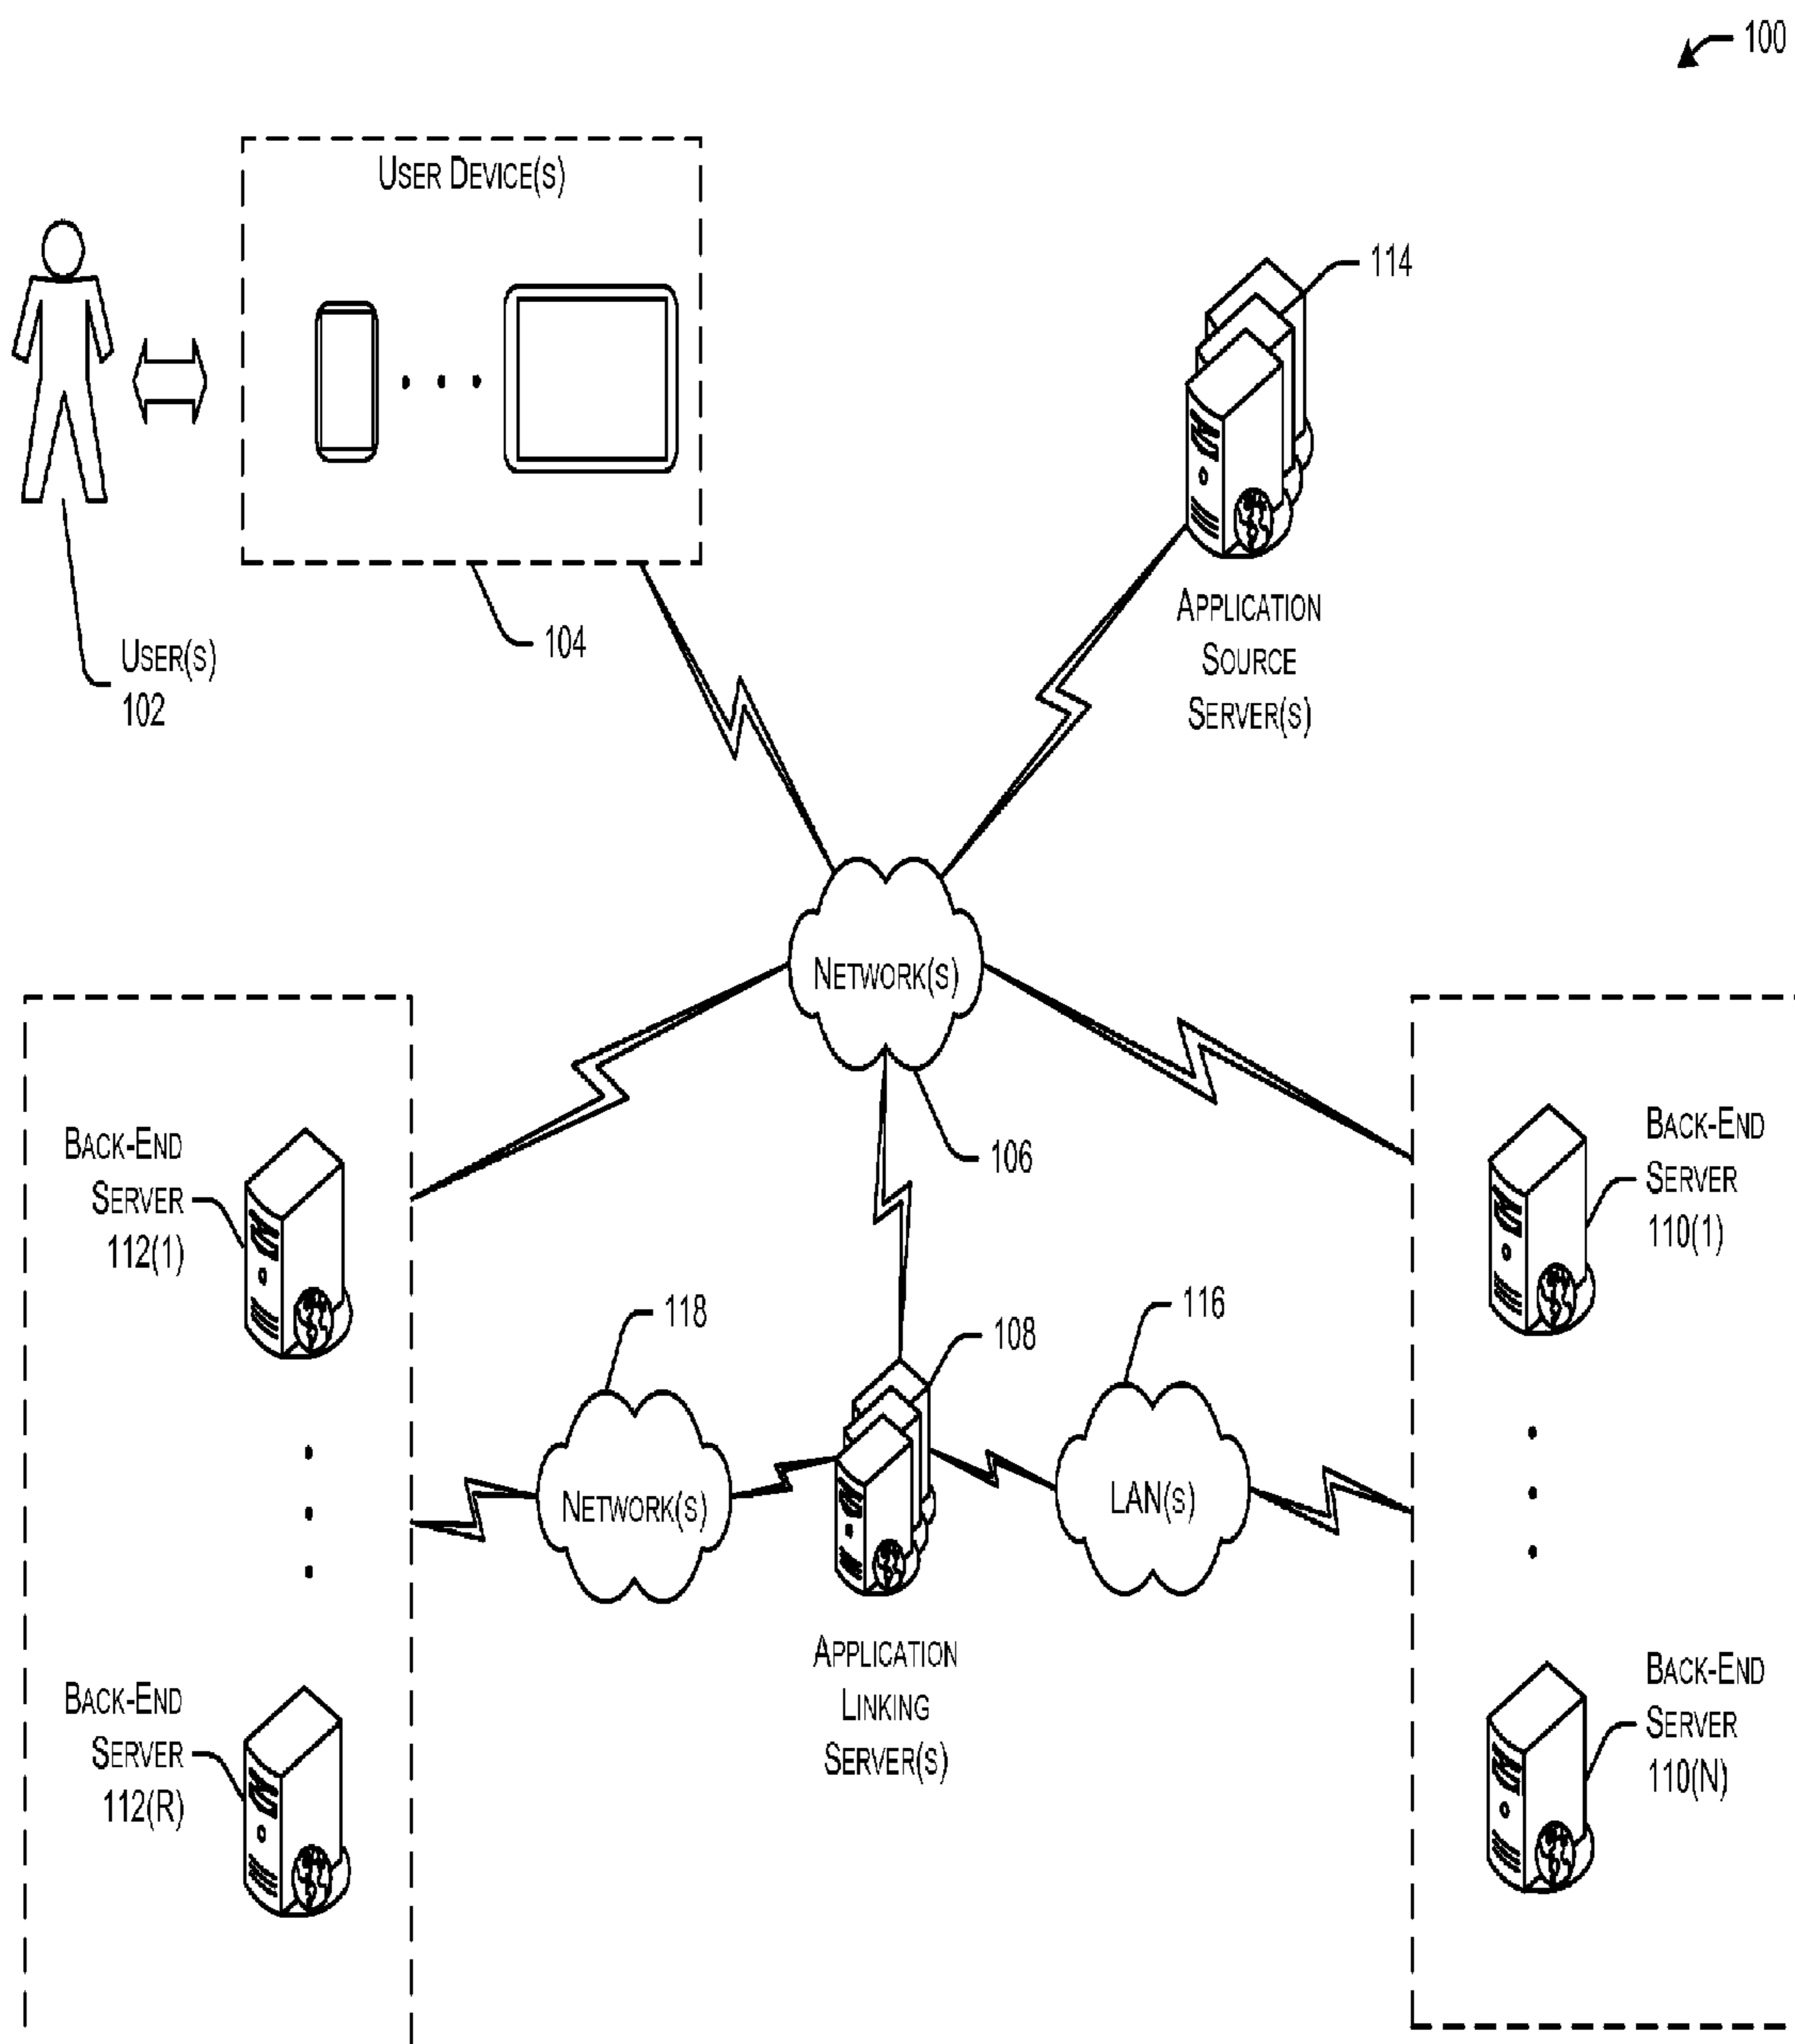 100
User Device(s)
114
Application
Source
Server(s)
104
User(s)
102
Network(s)
106
Back-End
Server
112(1)
Back-End
Server
110(1)
118
108
116
Network(s)
LAN(s)
Application
Linking
Server(s)
Back-End
Server
112(R)
Back-End
Server
110(N)